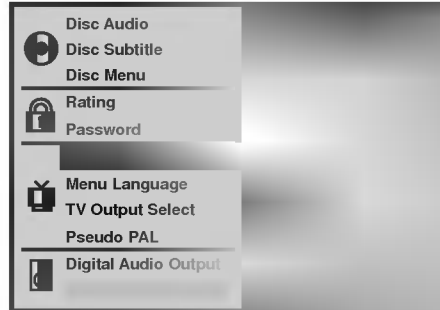 Disc Audio
Disc Subtitle
Disc Menu
Rating
Password
Menu Language
TV Output Select
Pseudo PAL
Digital Audio Output